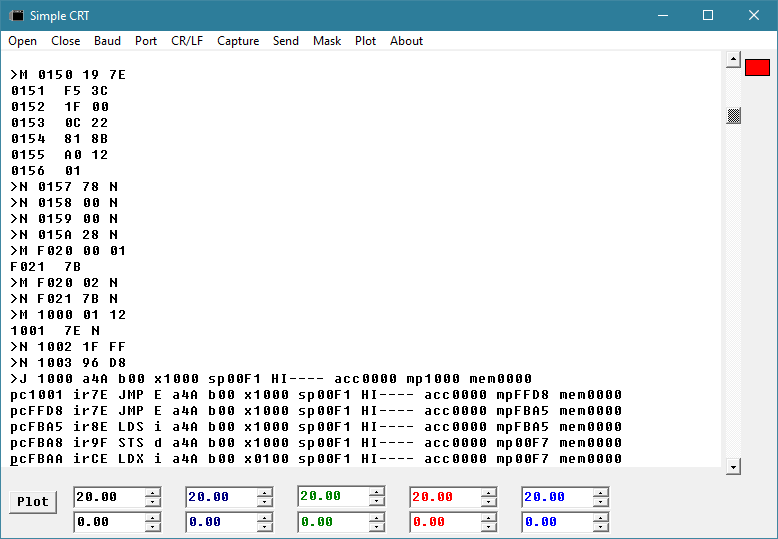 Simple CRT
Open Close Baud Port CR/LF Capture Send Mask Plot About
>M 0150 19 7E
0151  F5 3C
0152  1F 00
0153  0C 22
0154  81 8B
0155  A0 12
0156  01
>N 0157 78 N
>N 0158 00 N
>N 0159 00 N
>N 015A 28 N
>M F020 00 01
F021  7B
>M F020 02 N
>N F021 7B N
>M 1000 01 12
1001  7E N
>N 1002 1F FF
>N 1003 96 D8
>J 1000 a4A b00 x1000 sp00F1 HI---- acc0000 mp1000 mem0000
pc1001 ir7E JMP E a4A b00 x1000 sp00F1 HI---- acc0000 mpFFD8 mem0000
pcFFD8 ir7E JMP E a4A b00 x1000 sp00F1 HI---- acc0000 mpFBA5 mem0000
pcFBA5 ir8E LDS i a4A b00 x1000 sp00F1 HI---- acc0000 mpFBA5 mem0000
pcFBA8 ir9F STS d a4A b00 x1000 sp00F1 HI---- acc0000 mp00F7 mem0000
pcFBAA irCE LDX i a4A b00 x0100 sp00F1 HI---- acc0000 mp00F7 mem0000
Plot
20.00 20.00 20.00 20.00 20.00
0.00 0.00 0.00 0.00 0.00